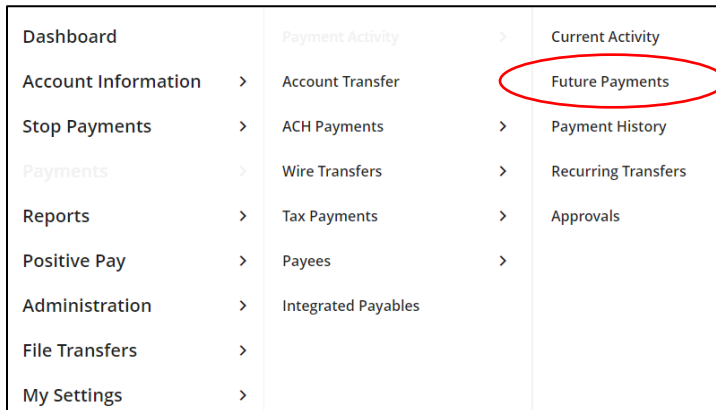 Dashboard
Account Information
Stop Payments
Payments
Reports
Positive Pay
Administration
File Transfers
My Settings
Payment Activity
Account Transfer
ACH Payments
Wire Transfers
Tax Payments
Payees
Integrated Payables
Current Activity
Future Payments
Payment History
Recurring Transfers
Approvals